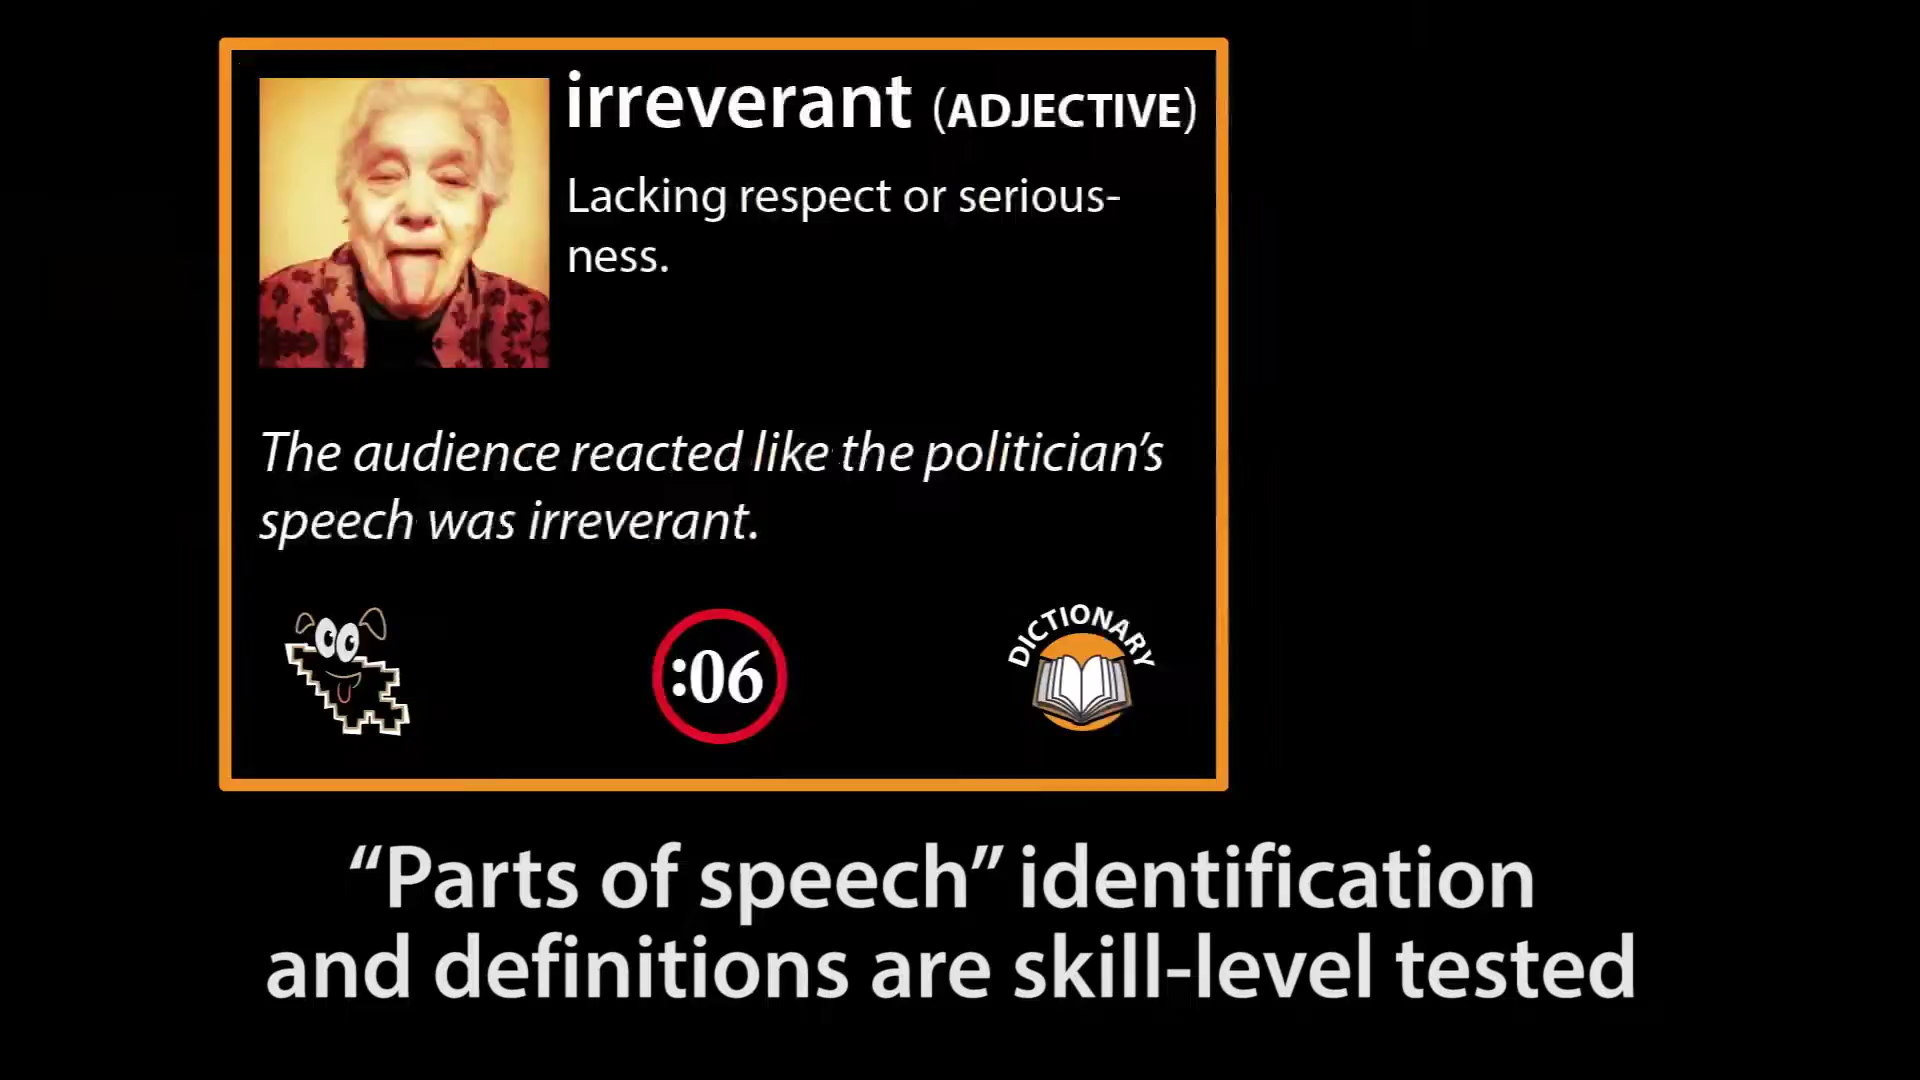 irreverant (ADJECTIVE)
Lacking respect or serious-
ness.
The audience reacted like the politician’s
speech was irreverant.
:06
DICTIONARY
“Parts of speech” identification
and definitions are skill-level tested